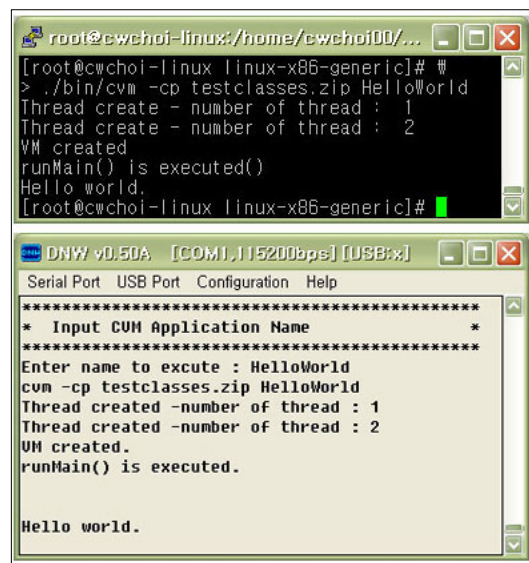 root@cwchoi-linux:/home/cwchoi00/...
[root@cwchoi-linux linux-x86-generic]# ₩
> ./bin/cvm -cp testclasses.zip HelloWorld
Thread create - number of thread :  1
Thread create - number of thread :  2
VM created
runMain() is executed()
Hello world.
[root@cwchoi-linux linux-x86-generic]#
DNW DNW v0.50A   [COM1,115200bps] [USB:x]
Serial Port  USB Port  Configuration  Help
***********************************************
*  Input CVM Application Name                 *
***********************************************
Enter name to excute : HelloWorld
cvm -cp testclasses.zip HelloWorld
Thread created -number of thread : 1
Thread created -number of thread : 2
VM created.
runMain() is executed.
Hello world.